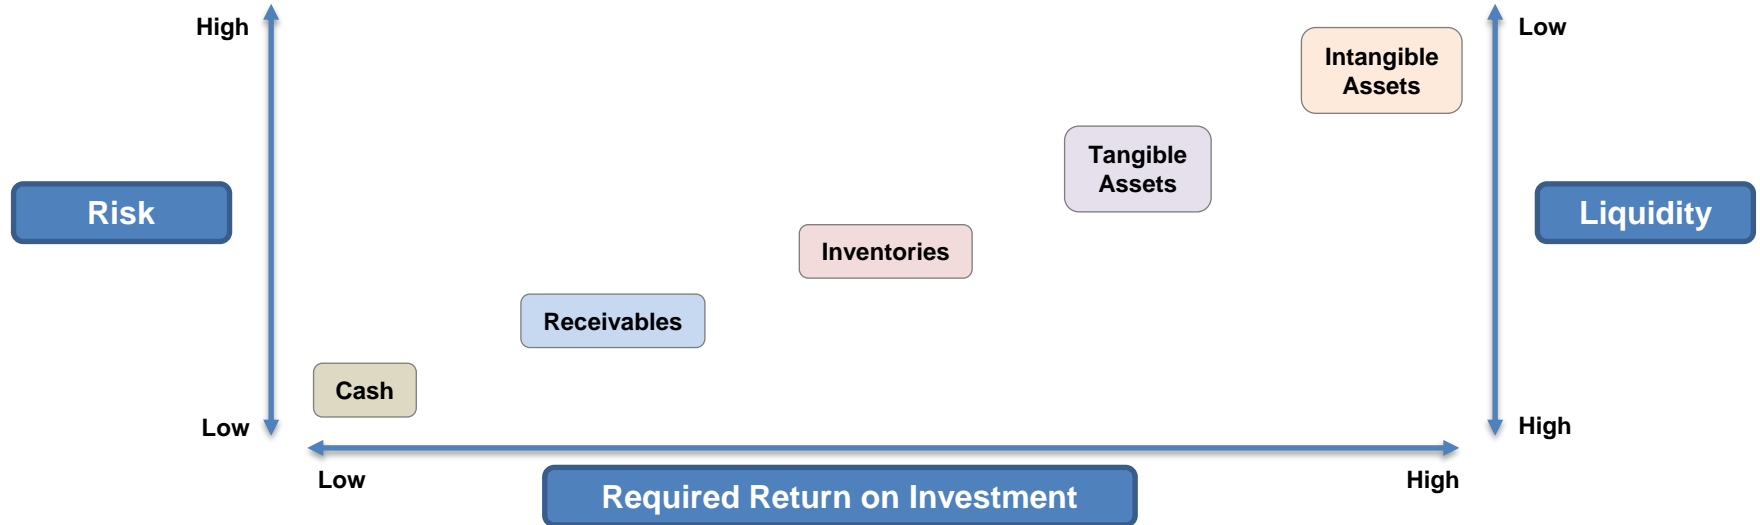 High
Low
Intangible
Assets
Tangible
Assets
Risk
Liquidity
Inventories
Receivables
Cash
Low
High
Low
High
Required Return on Investment